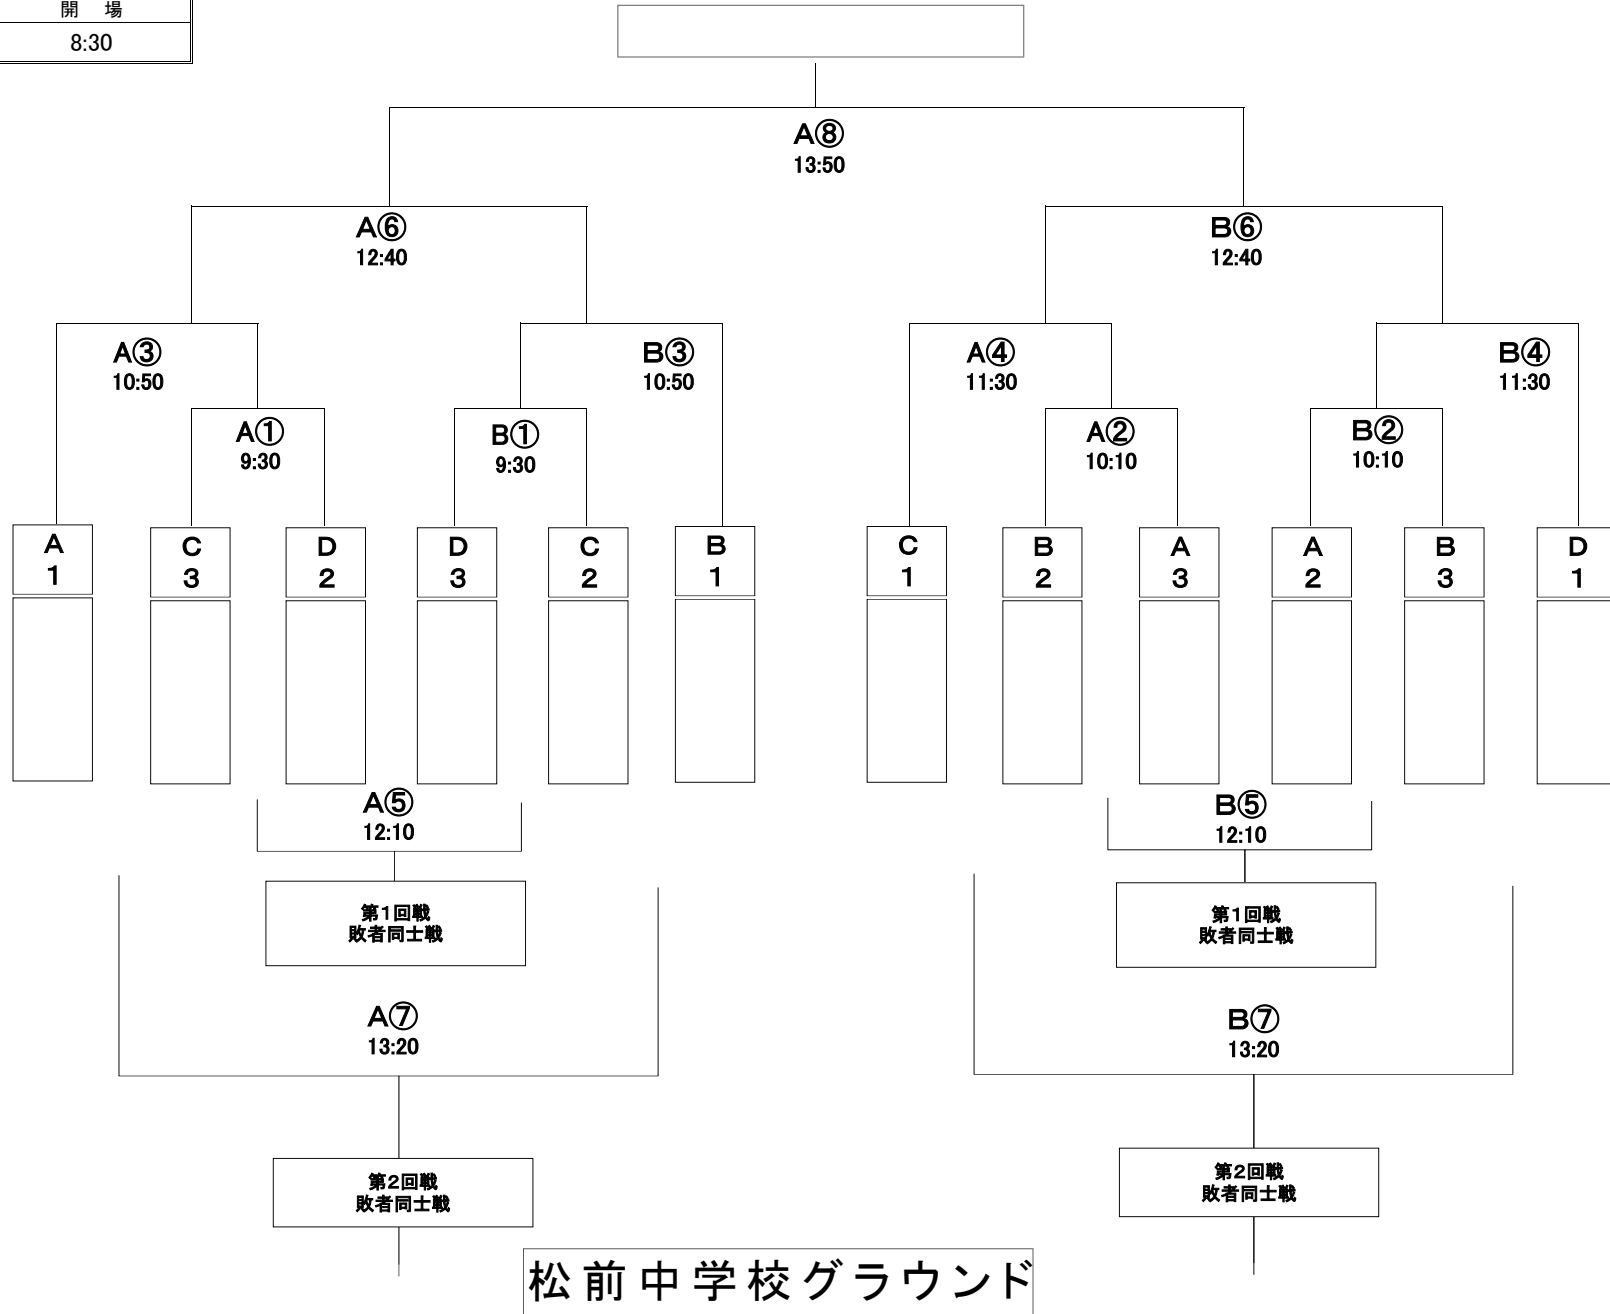 開 場
8:30
A⑧
13:50
A⑥
12:40
B⑥
12:40
A③
10:50
B③
10:50
A④
11:30
B④
11:30
A①
9:30
B①
9:30
A②
10:10
B②
10:10
A
1
C
3
D
2
D
3
C
2
B
1
C
1
B
2
A
3
A
2
B
3
D
1
A⑤
12:10
B⑤
12:10
第1回戦
敗者同士戦
第1回戦
敗者同士戦
A⑦
13:20
B⑦
13:20
第2回戦
敗者同士戦
第2回戦
敗者同士戦
松前中学校グラウンド